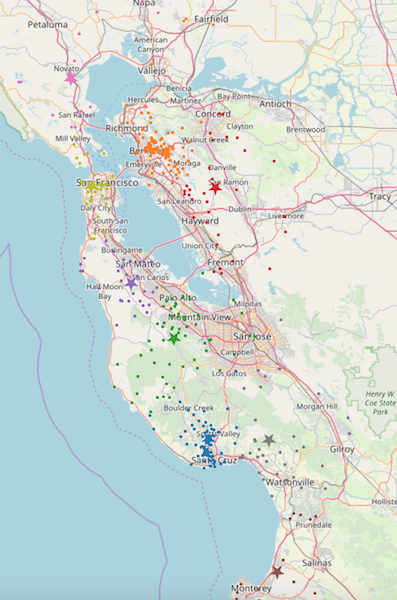 Napa
Fairfield
Petaluma
American
Canyon
Novato
Vallejo
Benicia
Hercules
Martinez
Bay Point
Antioch
San Rafael
Concord
Richmond
Clayton
Brentwood
Mill Valley
Walnut Creek
Emeryville
Moraga
Danville
San Francisco
San Ramon
Tracy
Daly City
San Leandro
Dublin
South San
Francisco
Hayward
Livermore
Burlingame
Union City
San Mateo
Fremont
San Carlos
Half Moon
Bay
Palo Alto
Milpitas
Mountain View
San José
Campbell
Los Gatos
Henry W.
Coe State
Park
Boulder Creek
Morgan Hill
Valley
Gilroy
Santa Cruz
Watsonville
Hollister
Prunedale
Salinas
Monterey